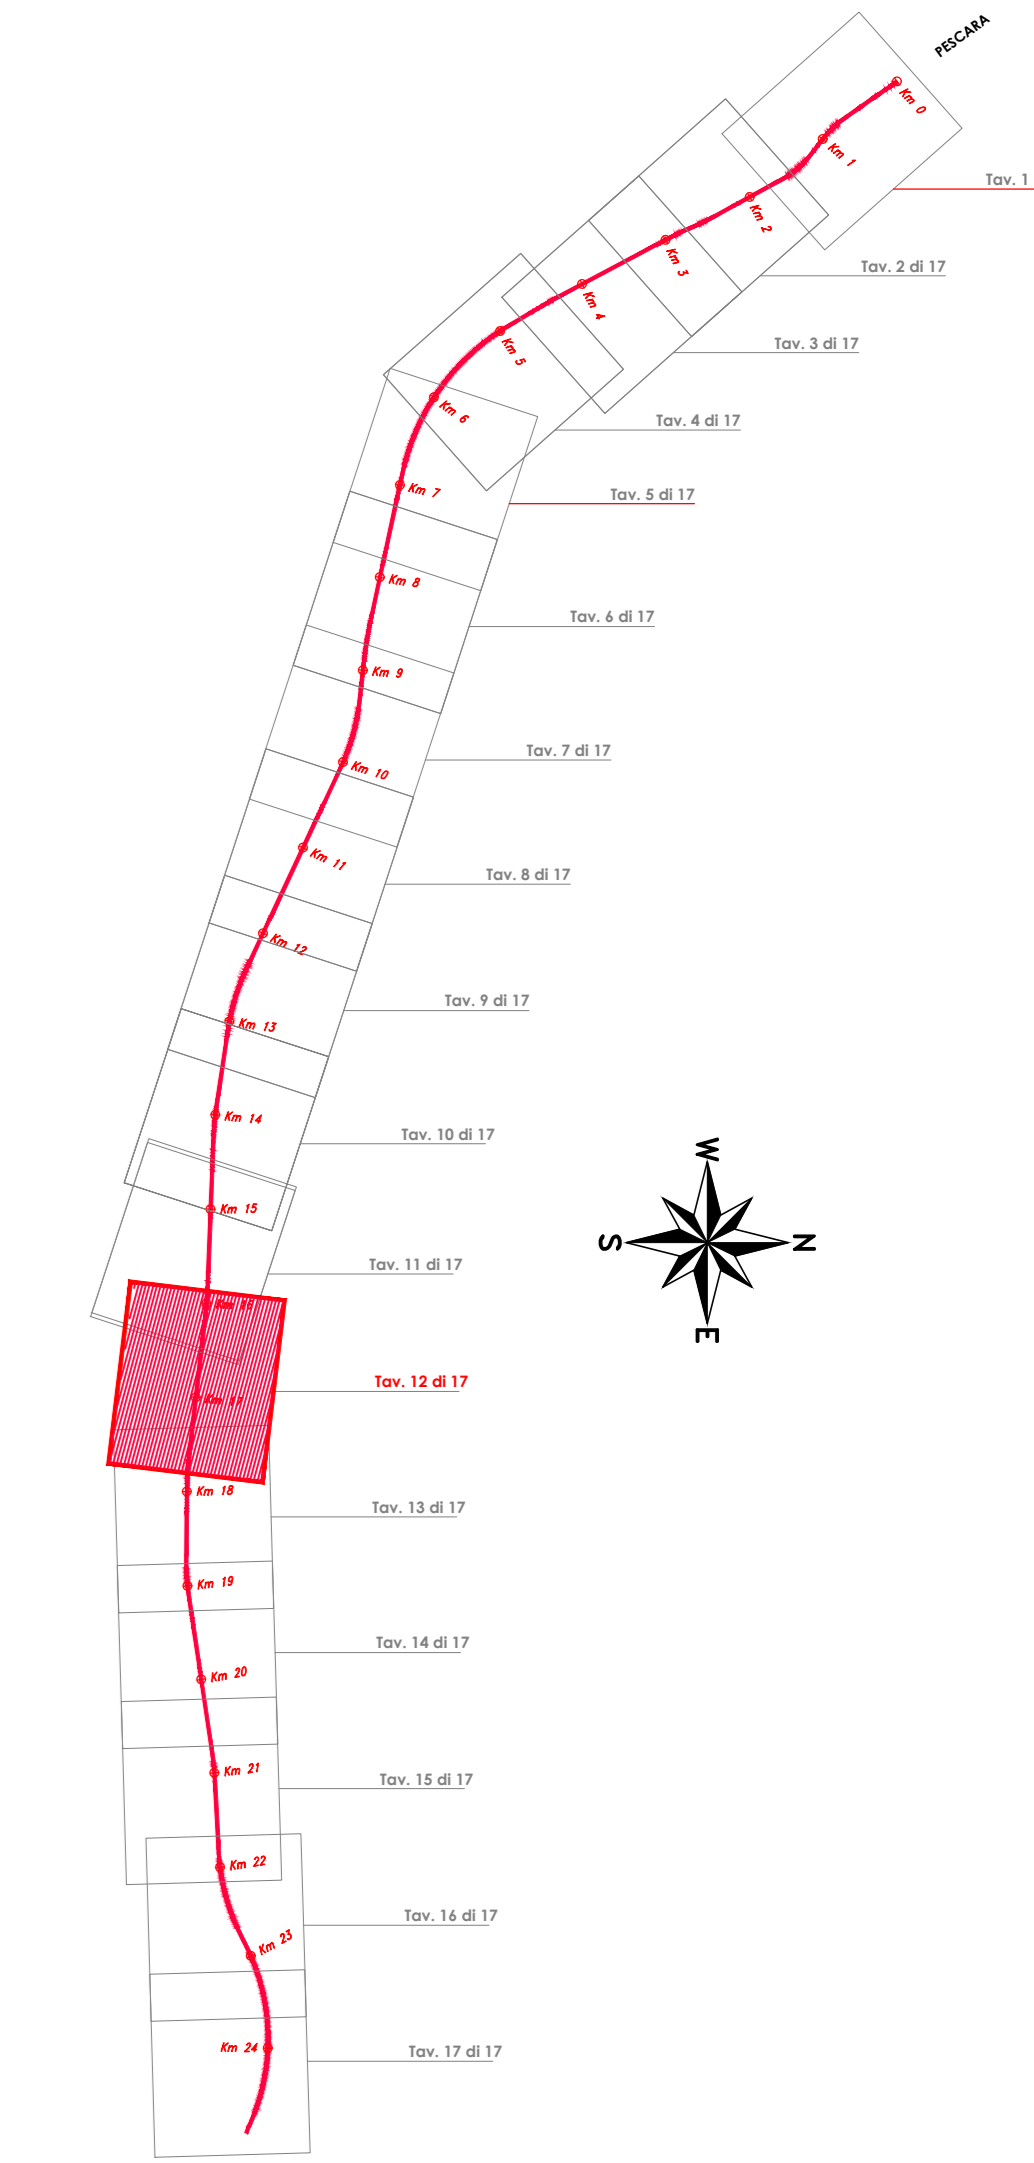 PESCARA
Km 0
Km 1
Tav. 1
Km 2
Km 3
Tav. 2 di 17
Km 4
Km 5
Tav. 3 di 17
Km 6
Tav. 4 di 17
Km 7
Tav. 5 di 17
Km 8
Tav. 6 di 17
Km 9
Tav. 7 di 17
Km 10
Km 11
Tav. 8 di 17
Km 12
Tav. 9 di 17
Km 13
Km 14
Tav. 10 di 17
W
Km 15
S
N
Tav. 11 di 17
Km 16
E
Tav. 12 di 17
Km 17
Km 18
Tav. 13 di 17
Km 19
Tav. 14 di 17
Km 20
Km 21
Tav. 15 di 17
Km 22
Tav. 16 di 17
Km 23
Km 24
Tav. 17 di 17